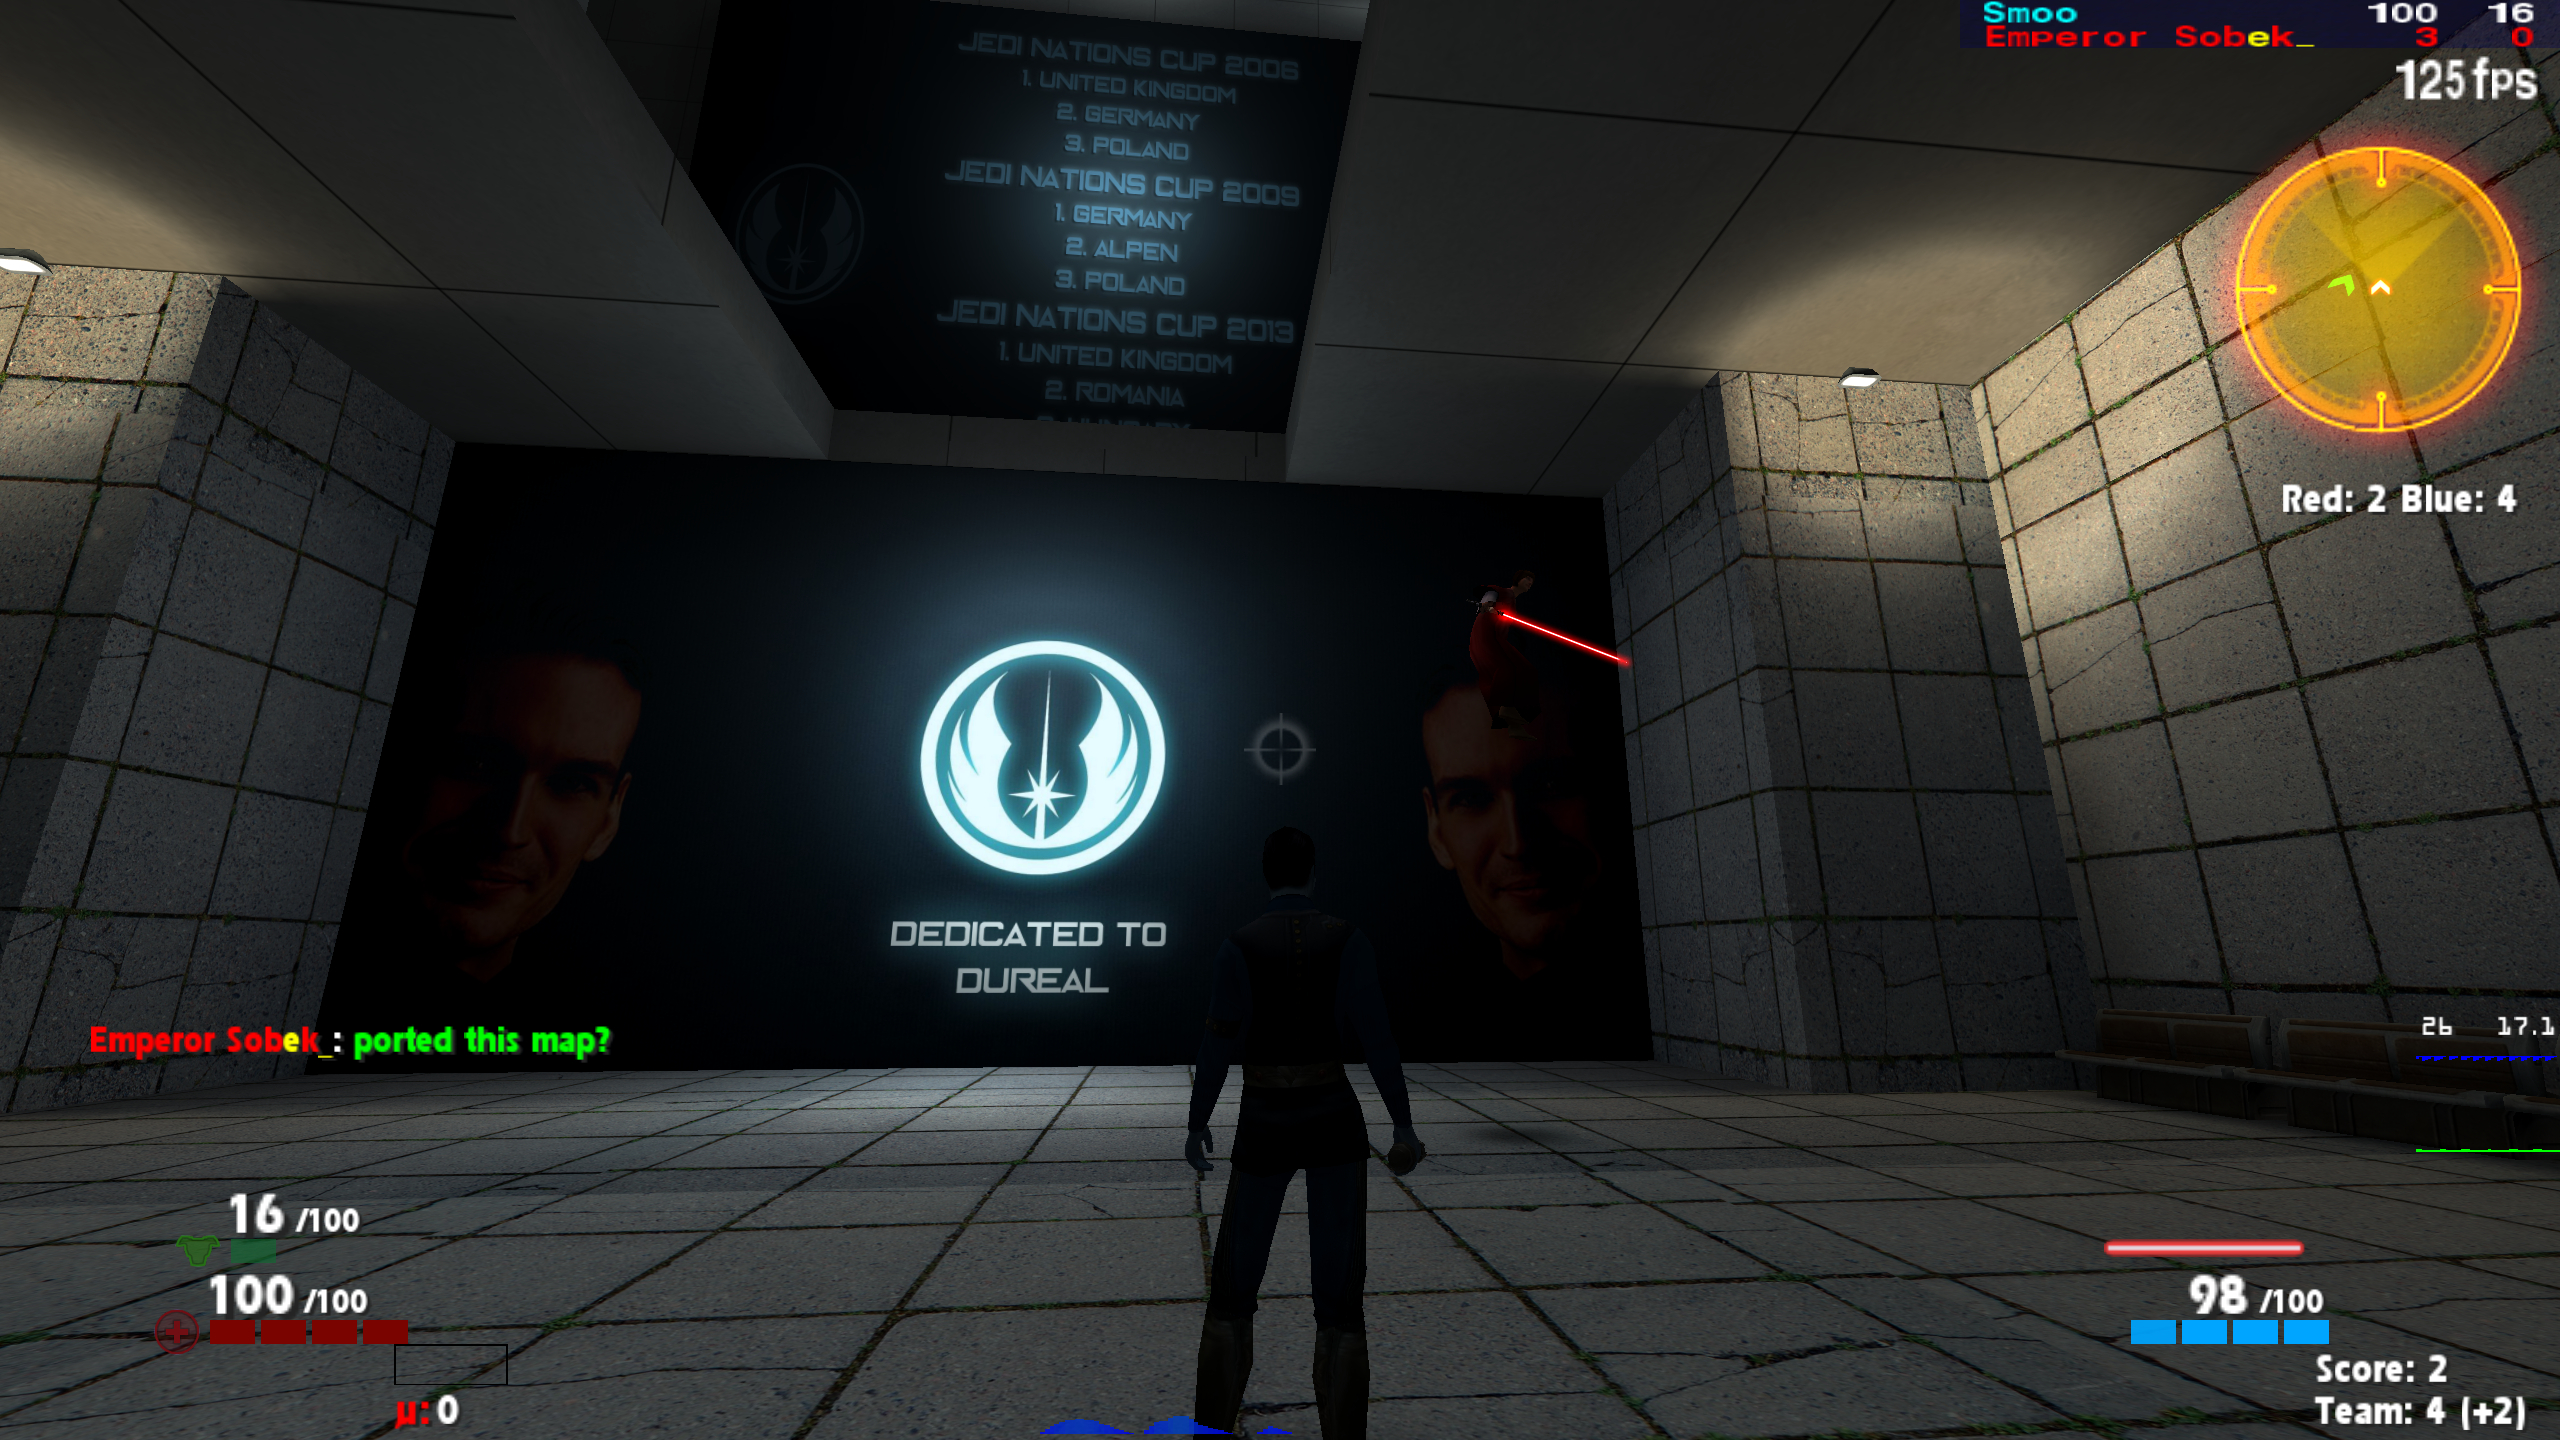 Smoo 100 16
Emperor Sobek_ 3 0
125fps
JEDI NATIONS CUP 2006
1. UNITED KINGDOM
2. GERMANY
3. POLAND
JEDI NATIONS CUP 2009
1. GERMANY
2. ALPEN
3. POLAND
JEDI NATIONS CUP 2013
1. UNITED KINGDOM
2. ROMANIA
Red: 2 Blue: 4
DEDICATED TO
DUREAL
Emperor Sobek_: ported this map?
26 17.1
16 /100
100 /100
µ: 0
98 /100
Score: 2
Team: 4 (+2)